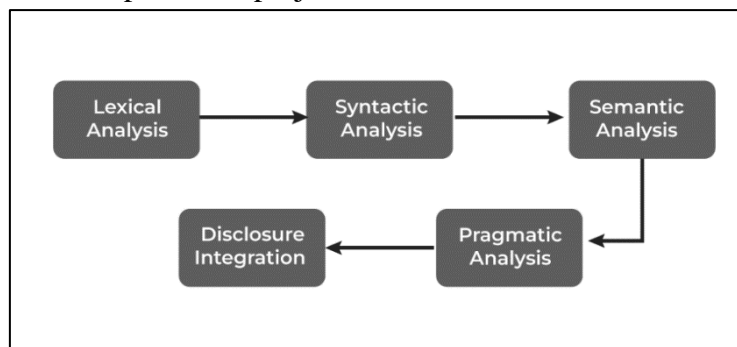 Lexical
Analysis
Syntactic
Analysis
Semantic
Analysis
Pragmatic
Analysis
Disclosure
Integration